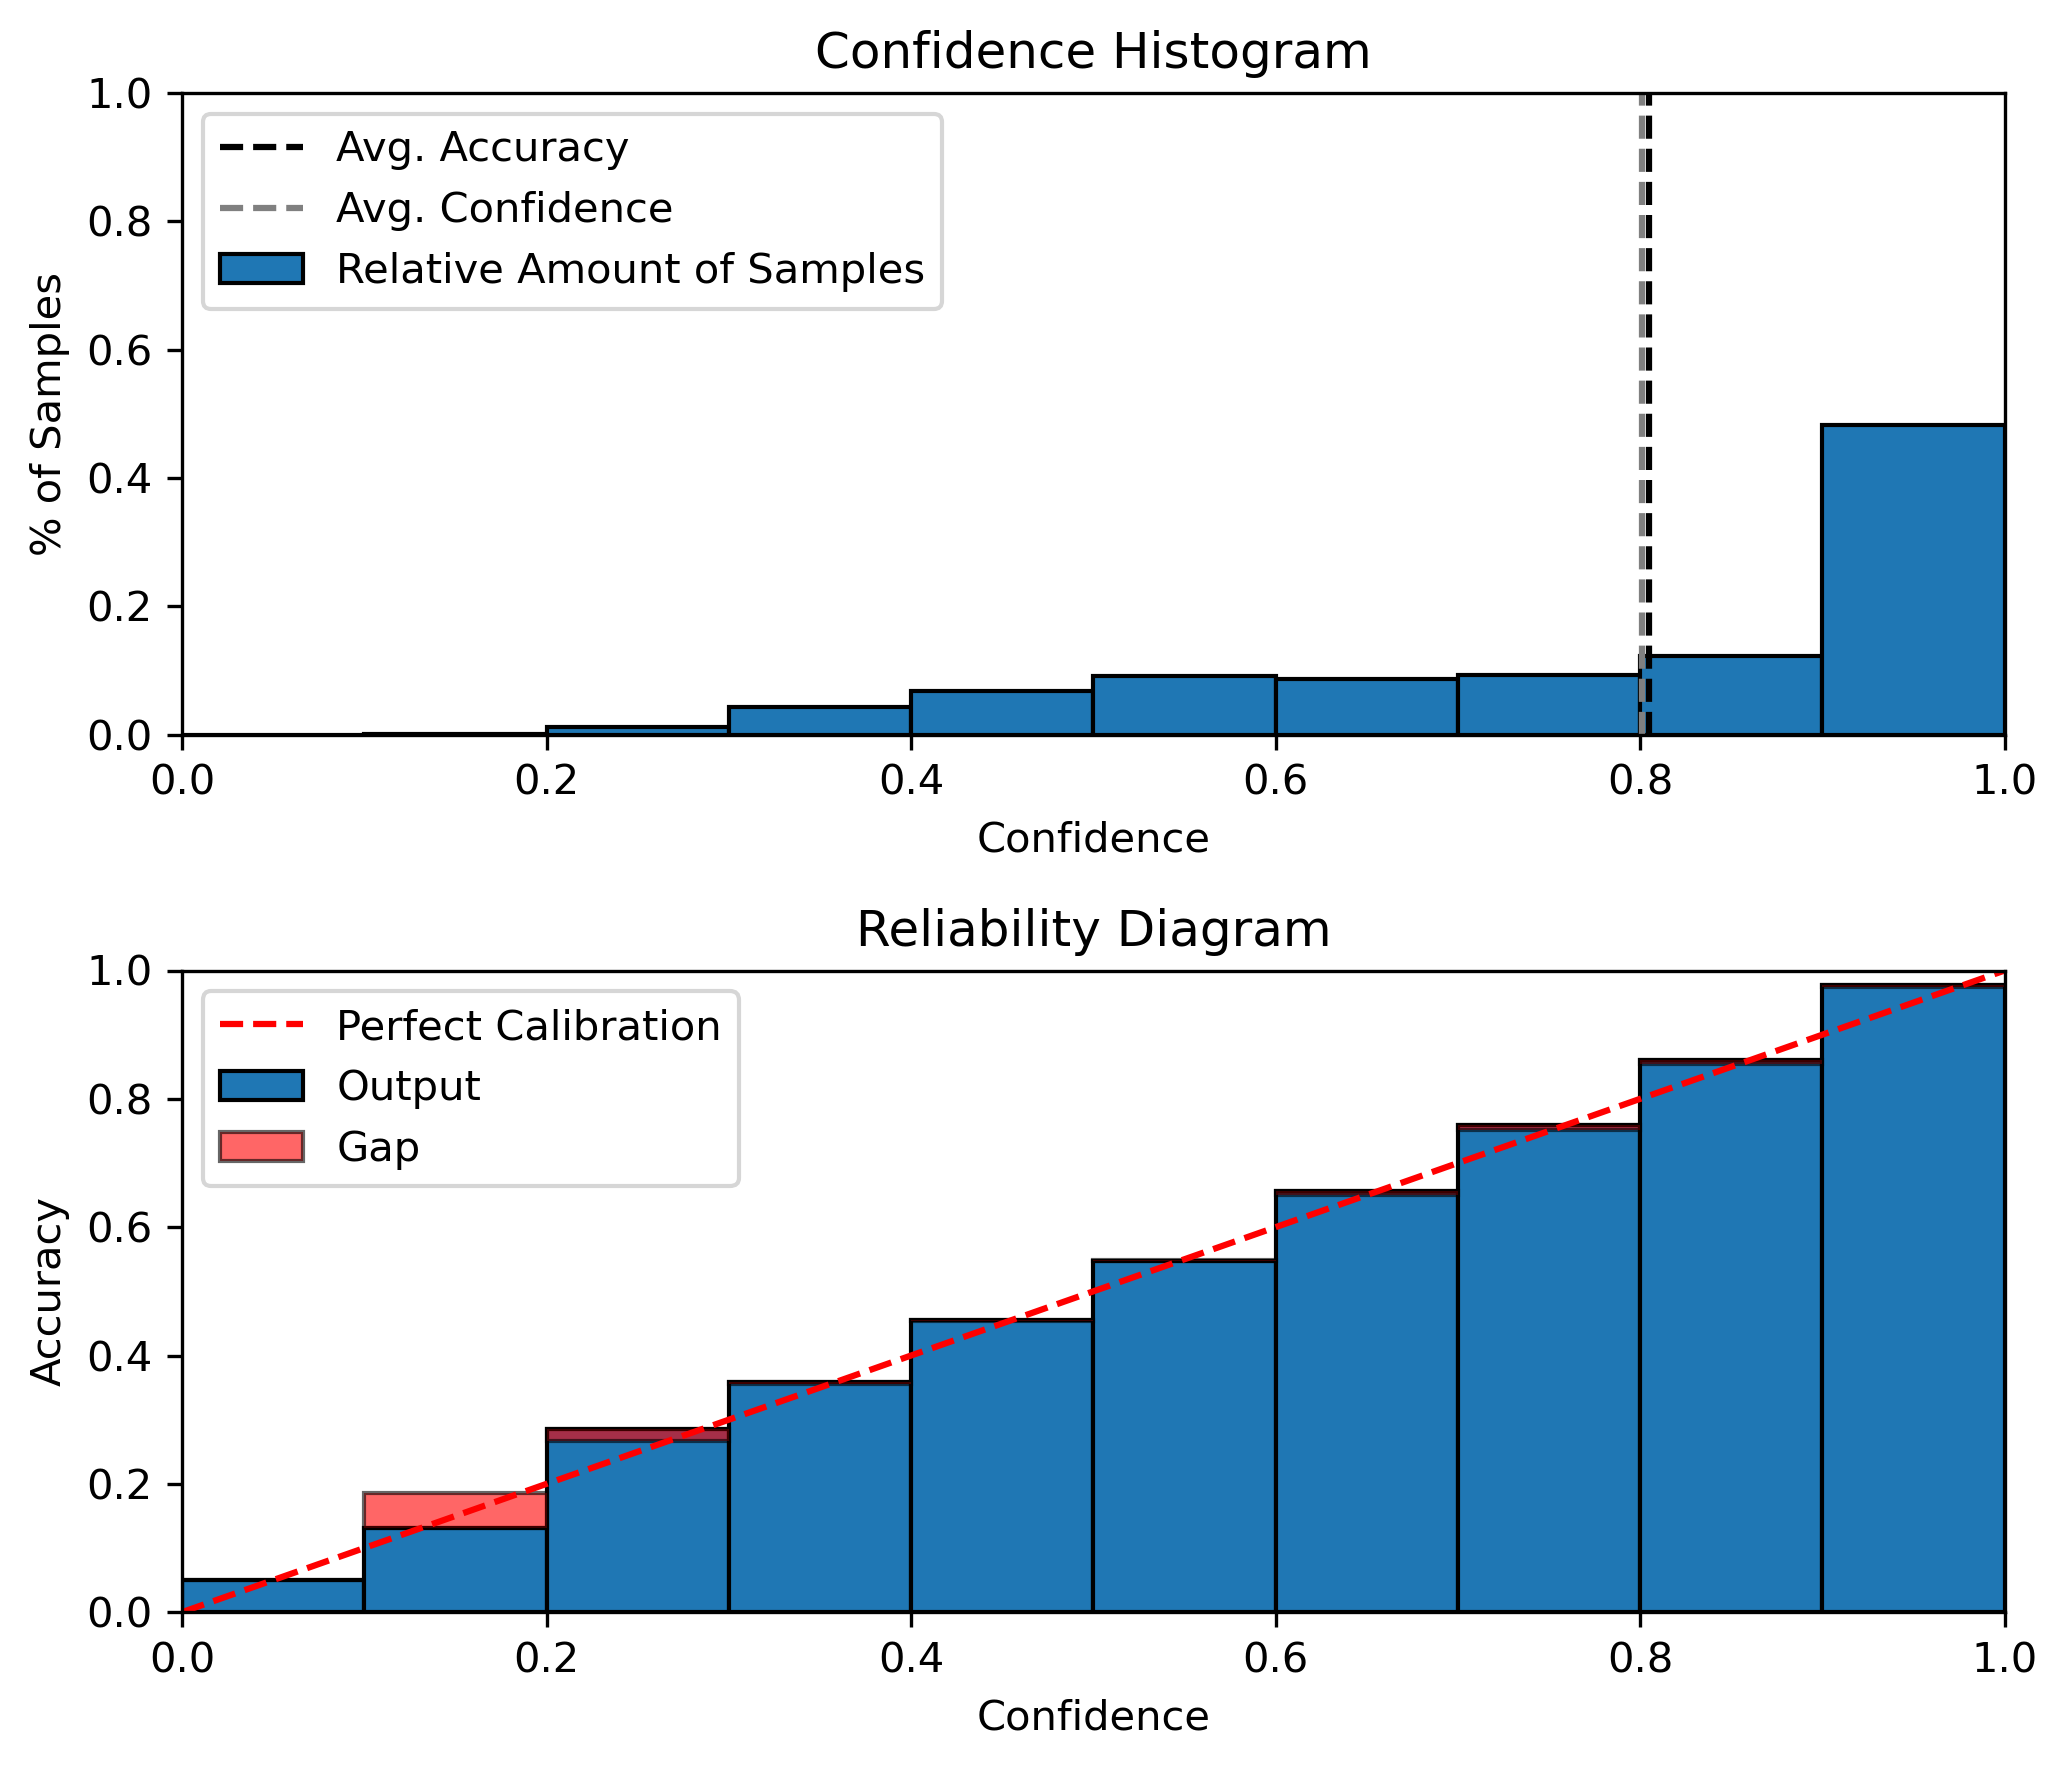 Confidence Histogram
1.0
0.8
0.6
0.4
0.2
0.0
% of Samples
Avg. Accuracy
Avg. Confidence
Relative Amount of Samples
0.0 0.2 0.4 0.6 0.8 1.0
Confidence
Reliability Diagram
1.0
0.8
0.6
0.4
0.2
0.0
Accuracy
Perfect Calibration
Output
Gap
0.0 0.2 0.4 0.6 0.8 1.0
Confidence